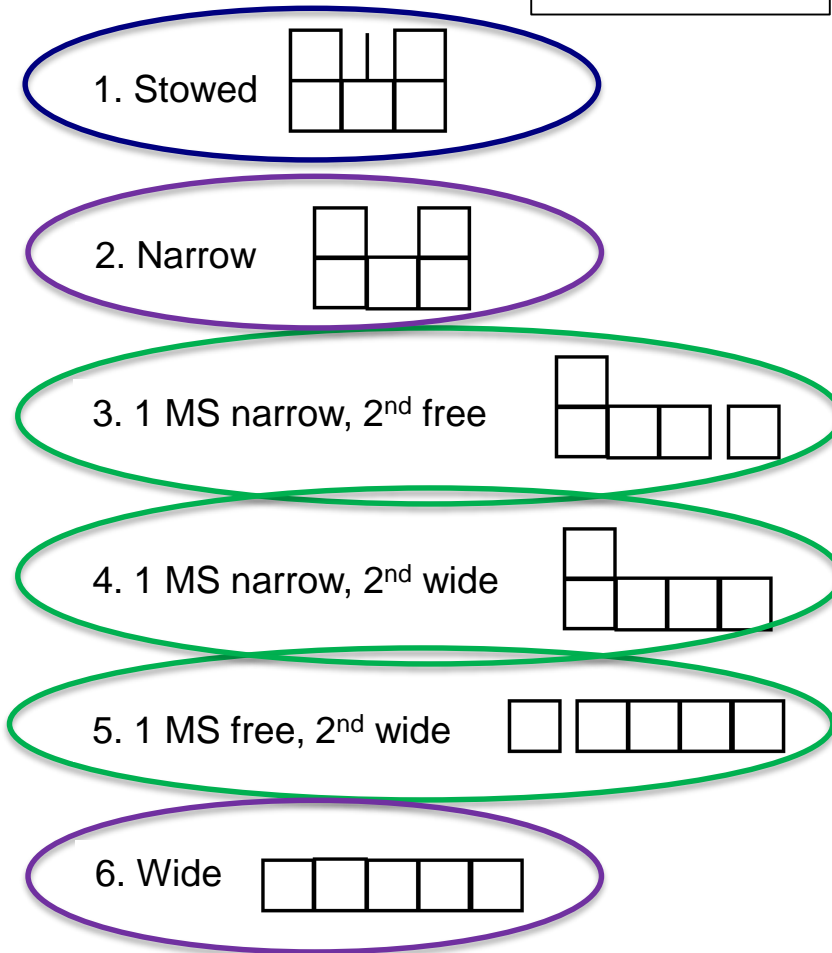 1. Stowed
2. Narrow
3. 1 MS narrow, 2nd free
4. 1 MS narrow, 2nd wide
5. 1 MS free, 2nd wide
6. Wide